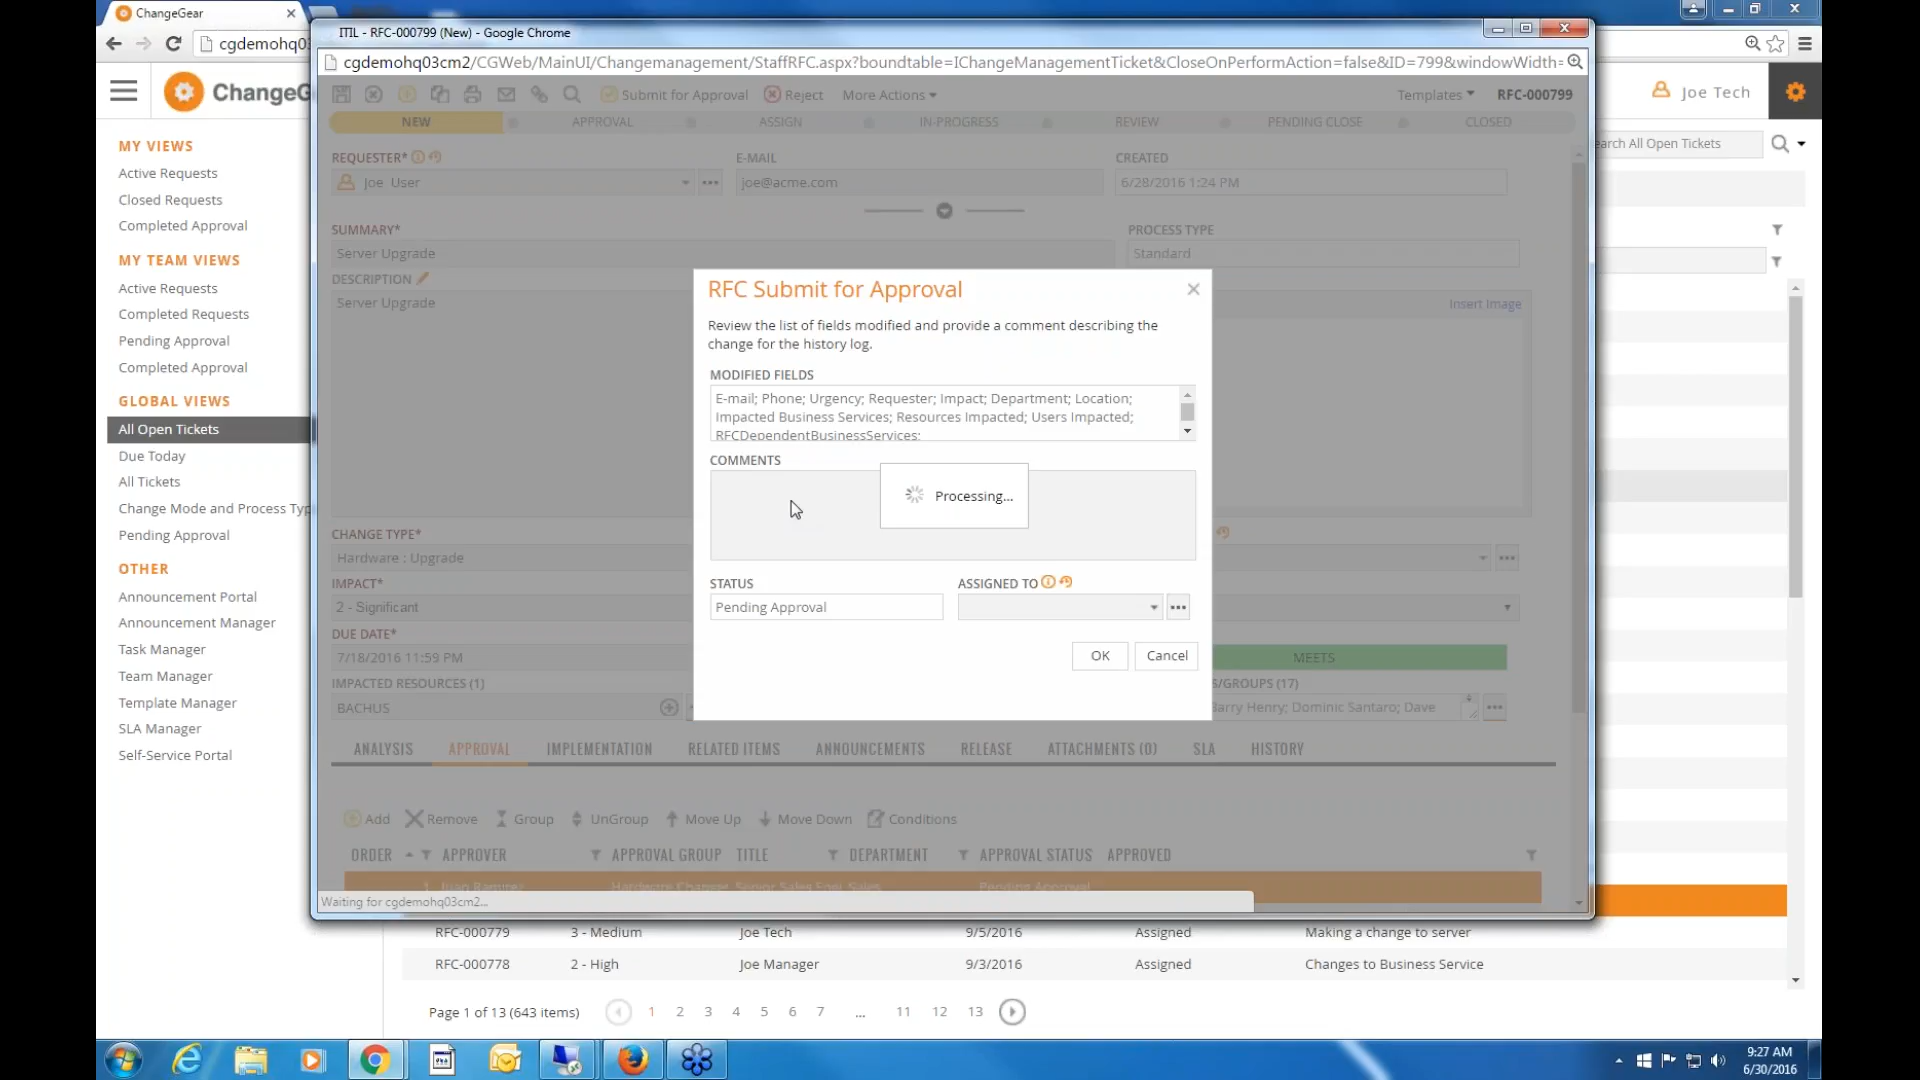 ChangeGear
ITIL - RFC-000799 (New) - Google Chrome
cgdemohq03
cgdemohq03cm2/CGWeb/MainUI/Changemanagement/StaffRFC.aspx?boundtable=IChangeManagementTicket&CloseOnPerformAction=false&ID=799&windowWidth=
ChangeG
Submit for Approval
Reject
More Actions
Templates
RFC-000799
Joe Tech
NEW
APPROVAL
ASSIGN
IN-PROGRESS
REVIEW
PENDING CLOSE
CLOSED
earch All Open Tickets
MY VIEWS
Active Requests
Closed Requests
Completed Approval
MY TEAM VIEWS
Active Requests
Completed Requests
Pending Approval
Completed Approval
GLOBAL VIEWS
All Open Tickets
Due Today
All Tickets
Change Mode and Process Typ
Pending Approval
OTHER
Announcement Portal
Announcement Manager
Task Manager
Team Manager
Template Manager
SLA Manager
Self-Service Portal
REQUESTER*
E-MAIL
CREATED
Joe User
joe@acme.com
6/28/2016 1:24 PM
SUMMARY*
PROCESS TYPE
Server Upgrade
Standard
DESCRIPTION
Server Upgrade
Insert Image
RFC Submit for Approval
Review the list of fields modified and provide a comment describing the
change for the history log.
MODIFIED FIELDS
E-mail; Phone; Urgency; Requester; Impact; Department; Location;
Impacted Business Services; Resources Impacted; Users Impacted;
RFCDependentBusinessServices;
COMMENTS
Processing...
STATUS
ASSIGNED TO
Pending Approval
OK
Cancel
CHANGE TYPE*
Hardware : Upgrade
IMPACT*
2 - Significant
DUE DATE*
7/18/2016 11:59 PM
MEETS
IMPACTED RESOURCES (1)
S/GROUPS (17)
BACHUS
Barry Henry; Dominic Santaro; Dave
ANALYSIS
APPROVAL
IMPLEMENTATION
RELATED ITEMS
ANNOUNCEMENTS
RELEASE
ATTACHMENTS (0)
SLA
HISTORY
Add
Remove
Group
UnGroup
Move Up
Move Down
Conditions
ORDER
APPROVER
APPROVAL GROUP
TITLE
DEPARTMENT
APPROVAL STATUS
APPROVED
1 Juan Ramirez
Pending Approval
Waiting for cgdemohq03cm2...
RFC-000779
3 - Medium
Joe Tech
9/5/2016
Assigned
Making a change to server
RFC-000778
2 - High
Joe Manager
9/3/2016
Assigned
Changes to Business Service
Page 1 of 13 (643 items)
1
2
3
4
5
6
7
...
11
12
13
9:27 AM
6/30/2016